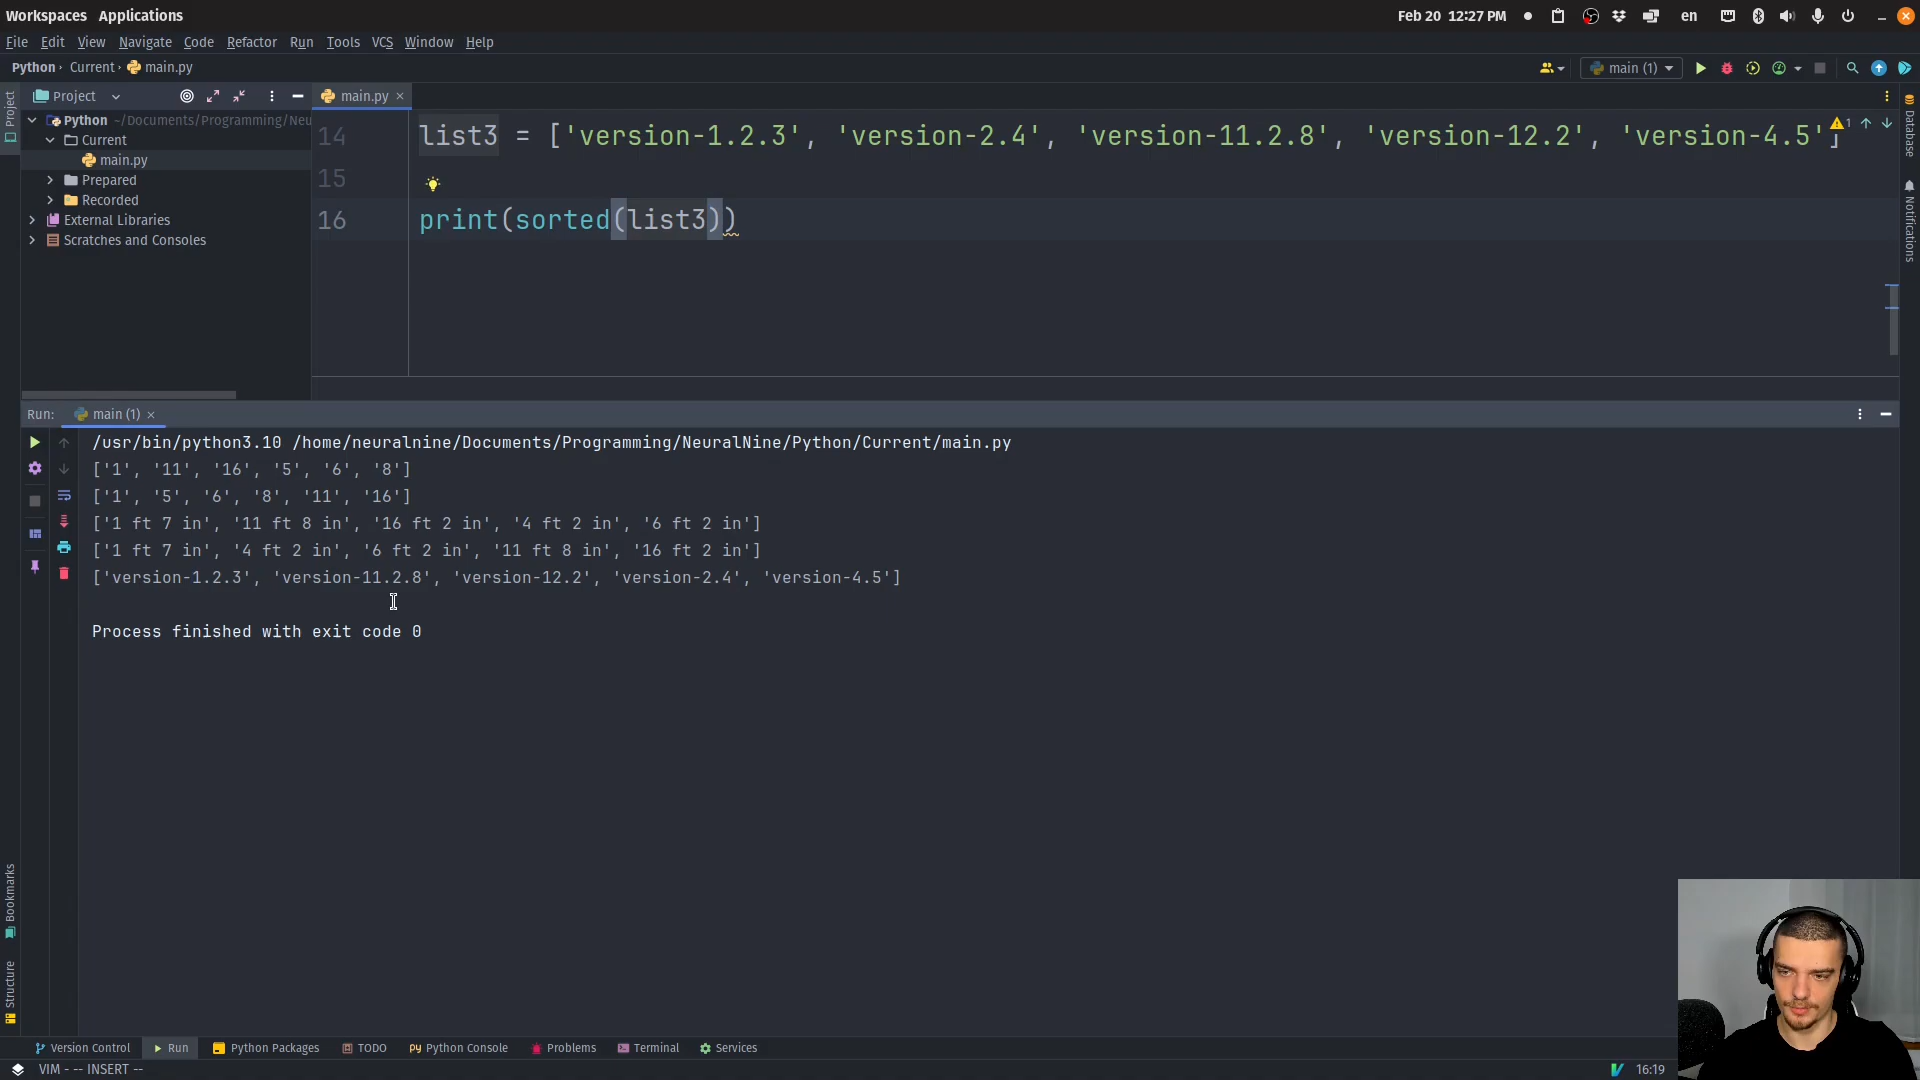 Workspaces Applications
Feb 20 12:27 PM
en
File Edit View Navigate Code Refactor Run Tools VCS Window Help
Python Current main.py
main (1)
Project
main.py
Python ~/Documents/Programming/Neu
Current
main.py
Prepared
Recorded
External Libraries
Scratches and Consoles
14 list3 = ['version-1.2.3', 'version-2.4', 'version-11.2.8', 'version-12.2', 'version-4.5']
1
15
16 print(sorted(list3))
Project
Database
Notifications
Run: main (1)
/usr/bin/python3.10 /home/neuralnine/Documents/Programming/NeuralNine/Python/Current/main.py
['1', '11', '16', '5', '6', '8']
['1', '5', '6', '8', '11', '16']
['1 ft 7 in', '11 ft 8 in', '16 ft 2 in', '4 ft 2 in', '6 ft 2 in']
['1 ft 7 in', '4 ft 2 in', '6 ft 2 in', '11 ft 8 in', '16 ft 2 in']
['version-1.2.3', 'version-11.2.8', 'version-12.2', 'version-2.4', 'version-4.5']
Process finished with exit code 0
Bookmarks
Structure
Version Control Run Python Packages TODO Python Console Problems Terminal Services
VIM - -- INSERT --
16:19